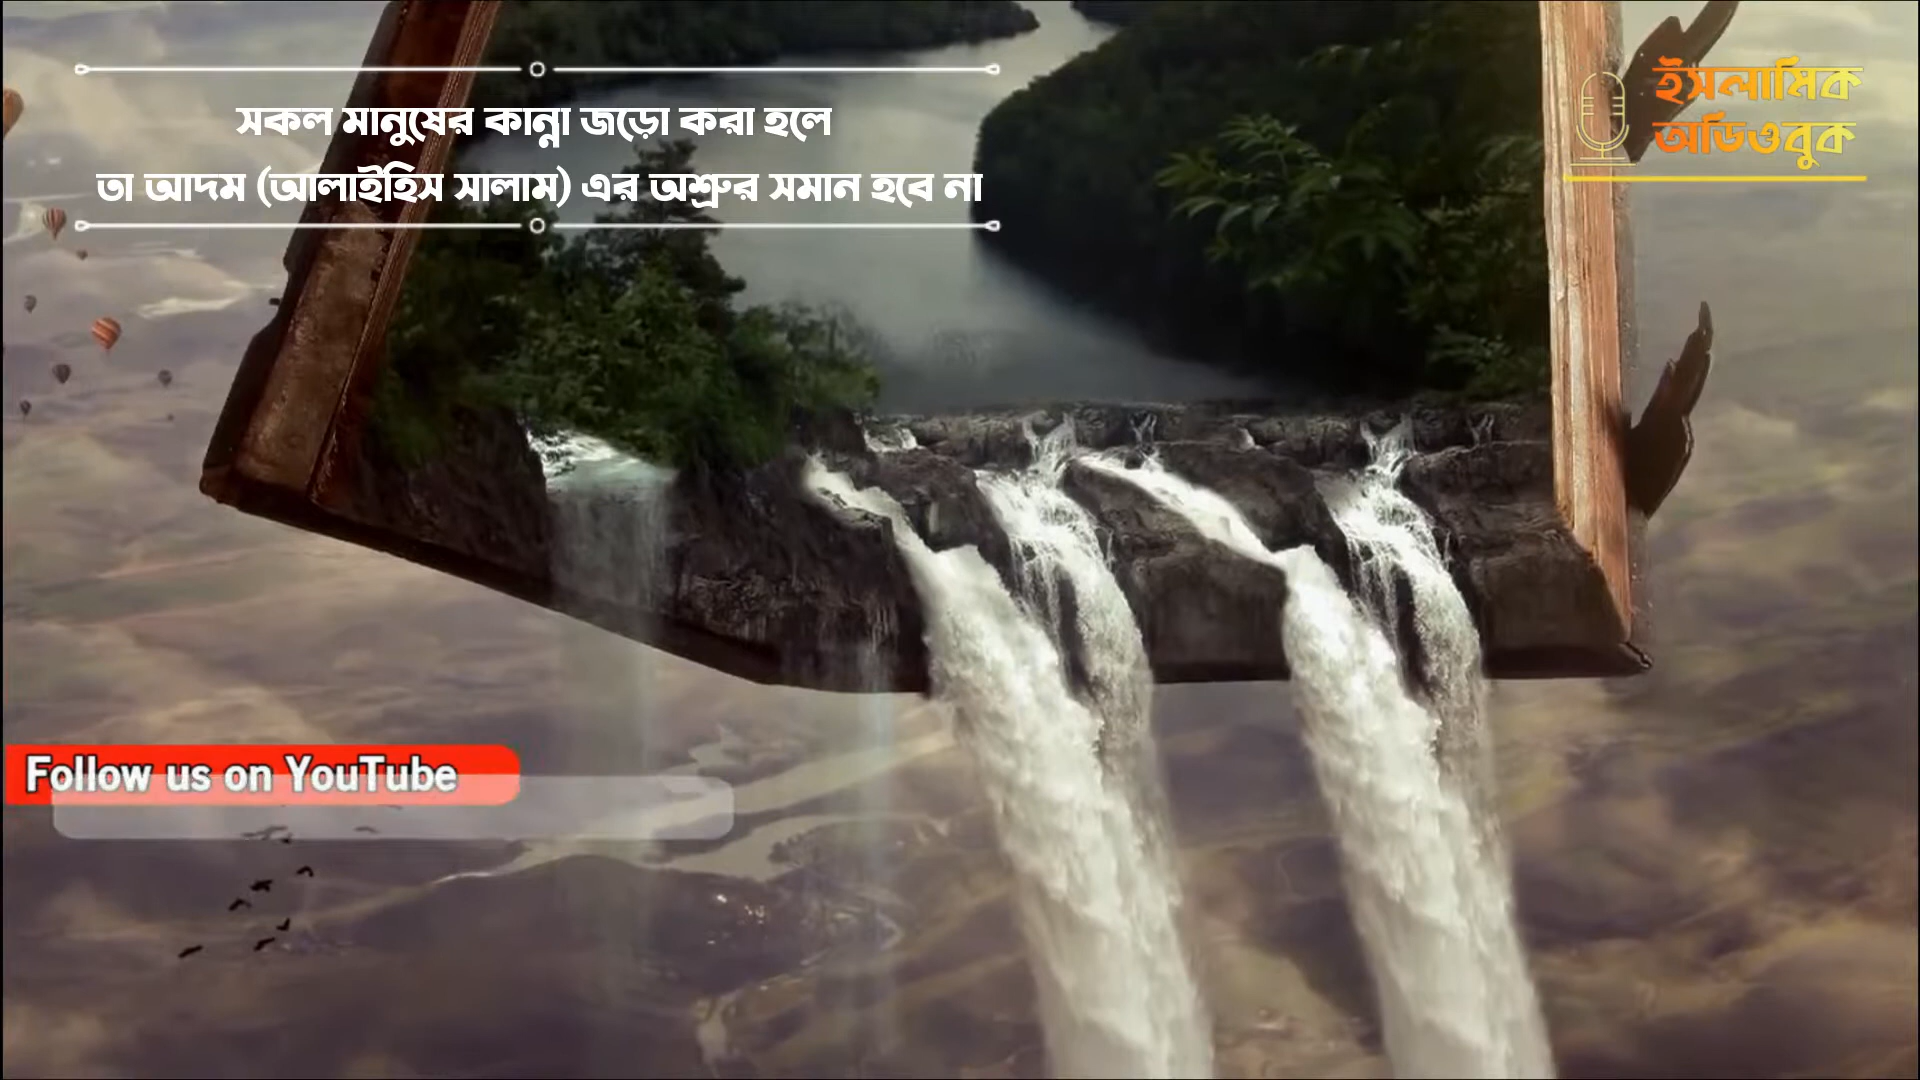 সকল মানুষের কান্না জড়ো করা হলে
তা আদম (আলাইহিস সালাম) এর অশ্রুর সমান হবে না
ইসলামিক
অডিওবুক
Follow us on YouTube